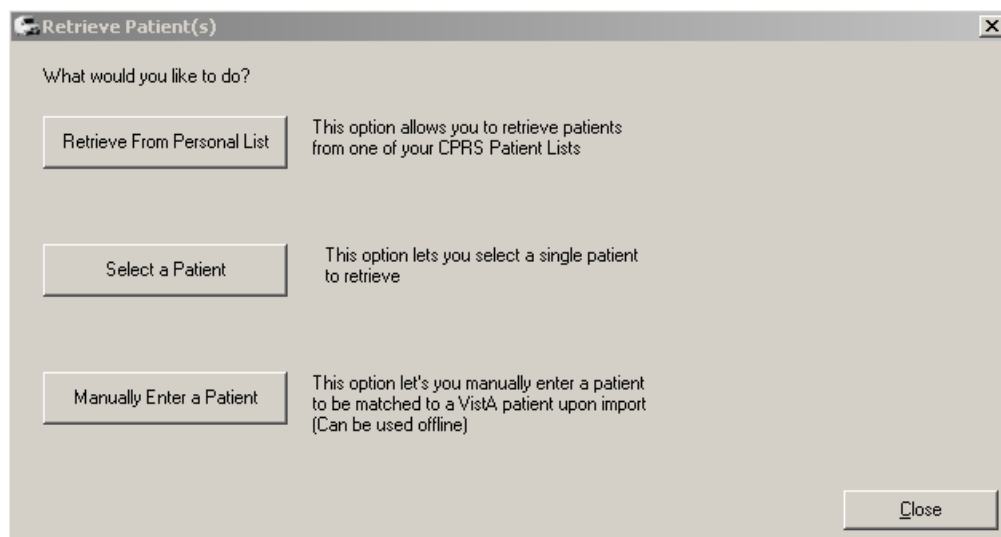 Retrieve Patient(s)
What would you like to do?
Retrieve From Personal List
This option allows you to retrieve patients
from one of your CPRS Patient Lists
Select a Patient
This option lets you select a single patient
to retrieve
Manually Enter a Patient
This option let's you manually enter a patient
to be matched to a VistA patient upon import
(Can be used offline)
Close